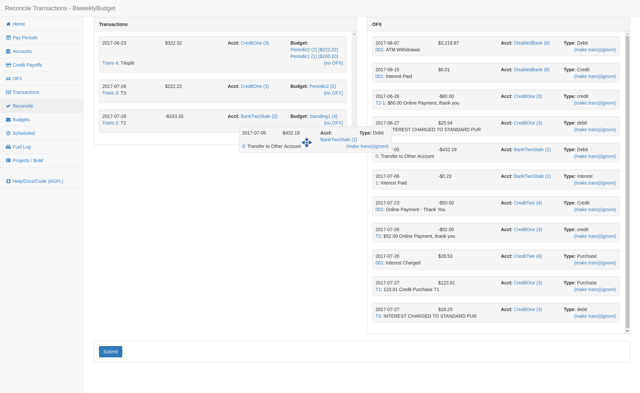 Reconcile Transactions - BiweeklyBudget
Home
Pay Periods
Accounts
Credit Payoffs
OFX
Transactions
Reconcile
Budgets
Scheduled
Fuel Log
Projects / BoM
Help/Docs/Code (AGPL)
Transactions
2017-06-23 $322.32 Acct: CreditOne (3) Budget:
Periodic2 (2) ($222.22)
Periodic1 (1) ($100.10)
Trans 4: T4split (no OFX)
2017-07-26 $222.22 Acct: CreditOne (3) Budget: Periodic2 (2)
Trans 3: T3 (no OFX)
2017-07-26 -$333.33 Acct: BankTwoStale (2) Budget: Standing1 (4)
Trans 2: T2 (no OFX)
2017-07-05 -$432.19 Acct: Type: Debit
BankTwoStale (2)
0: Transfer to Other Account (make trans)(ignore)
OFX
2017-06-07 $3,218.87 Acct: DisabledBank (6) Type: Debit
002: ATM Withdrawal (make trans)(ignore)
2017-06-15 $0.01 Acct: DisabledBank (6) Type: Credit
001: Interest Paid (make trans)(ignore)
2017-06-26 -$60.00 Acct: CreditOne (3) Type: credit
T2-1: $60.00 Online Payment, thank you (make trans)(ignore)
-06-27 $25.94 Acct: CreditOne (3) Type: debit
TEREST CHARGED TO STANDARD PUR (make trans)(ignore)
-05 -$432.19 Acct: BankTwoStale (2) Type: Debit
0: Transfer to Other Account (make trans)(ignore)
2017-07-06 -$0.23 Acct: BankTwoStale (2) Type: Interest
1: Interest Paid (make trans)(ignore)
2017-07-23 -$50.00 Acct: CreditTwo (4) Type: Credit
002: Online Payment - Thank You (make trans)(ignore)
2017-07-26 -$52.00 Acct: CreditOne (3) Type: credit
T2: $52.00 Online Payment, thank you (make trans)(ignore)
2017-07-26 $28.53 Acct: CreditTwo (4) Type: Purchase
001: Interest Charged (make trans)(ignore)
2017-07-27 $123.81 Acct: CreditOne (3) Type: Purchase
T1: 123.81 Credit Purchase T1 (make trans)(ignore)
2017-07-27 $16.25 Acct: CreditOne (3) Type: debit
T3: INTEREST CHARGED TO STANDARD PUR (make trans)(ignore)
Submit